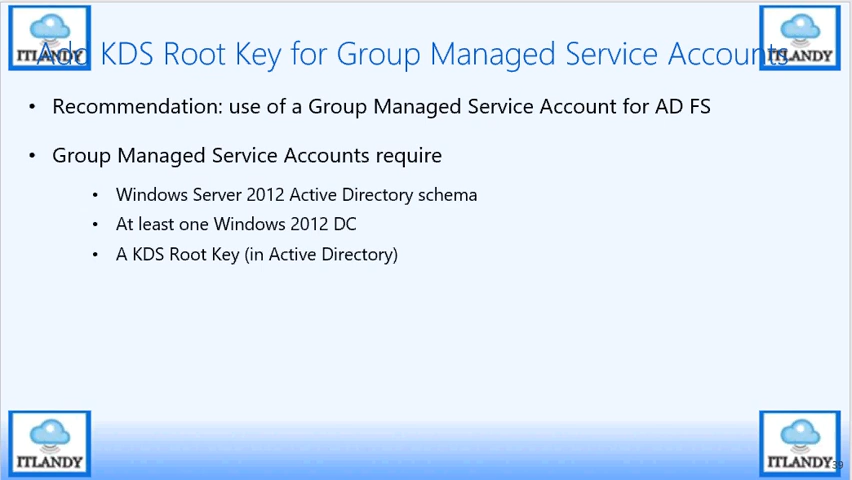 ITLANDY
ITLANDY
Add KDS Root Key for Group Managed Service Accounts
• Recommendation: use of a Group Managed Service Account for AD FS
• Group Managed Service Accounts require
• Windows Server 2012 Active Directory schema
• At least one Windows 2012 DC
• A KDS Root Key (in Active Directory)
ITLANDY
ITLANDY
39